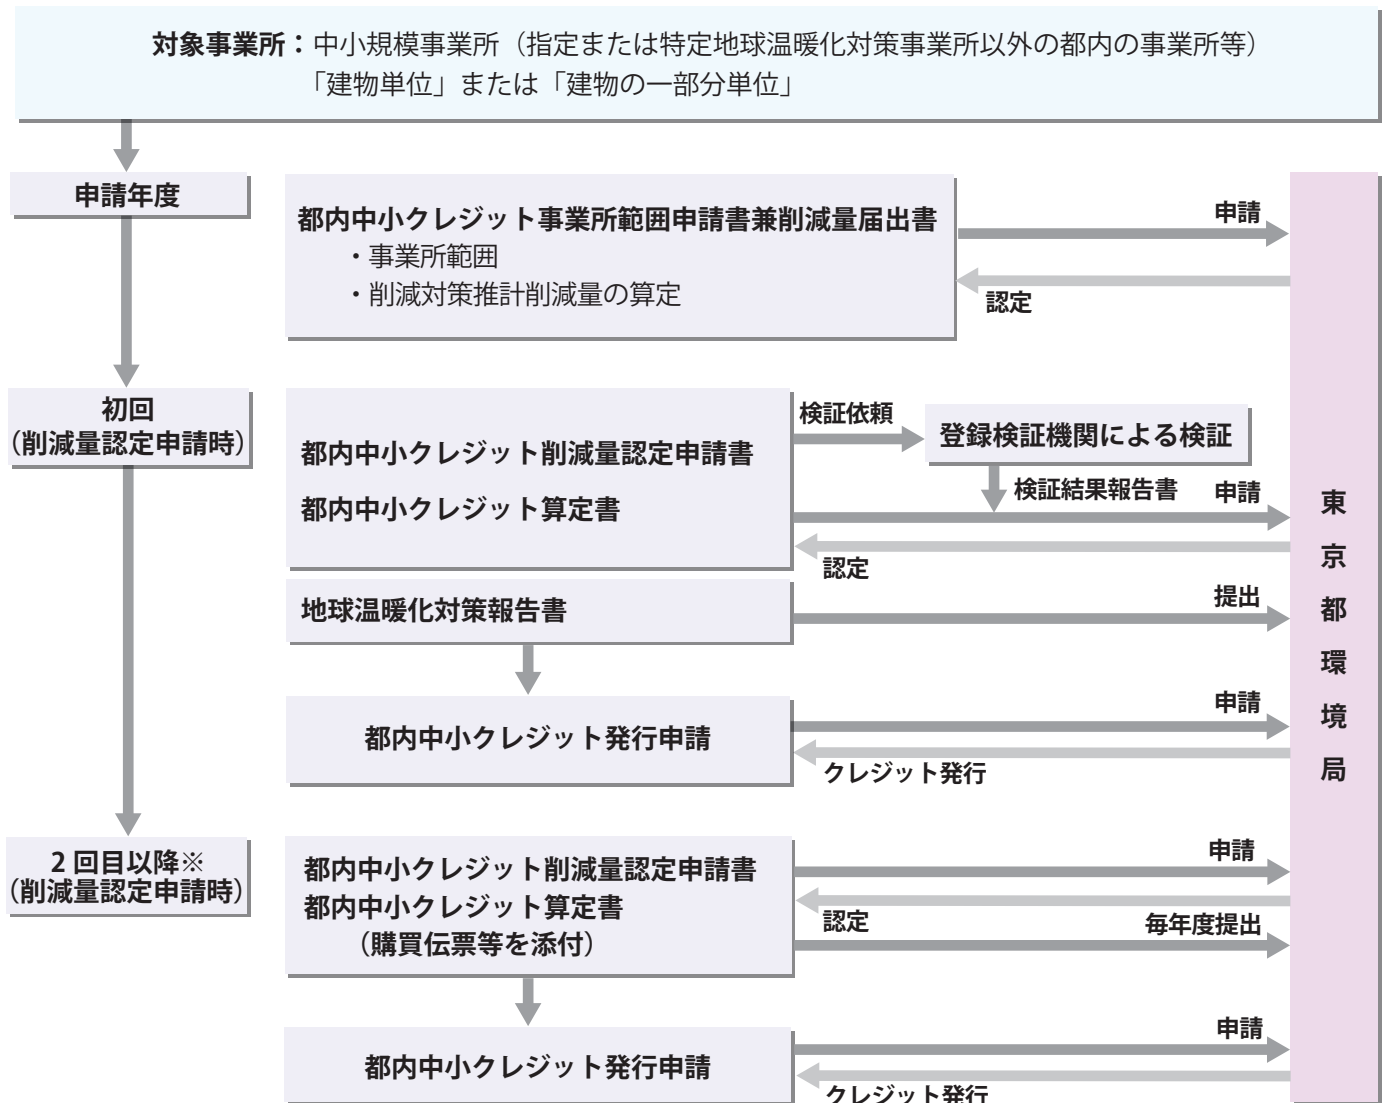 対象事業所：中小規模事業所（指定または特定地球温暖化対策事業所以外の都内の事業所等）
「建物単位」または「建物の一部分単位」
申請年度
都内中小クレジット事業所範囲申請書兼削減量届出書
・事業所範囲
・削減対策推計削減量の算定
申請
認定
初回
（削減量認定申請時）
都内中小クレジット削減量認定申請書
都内中小クレジット算定書
検証依頼
登録検証機関による検証
検証結果報告書
申請
認定
地球温暖化対策報告書
提出
都内中小クレジット発行申請
申請
クレジット発行
2 回目以降※
（削減量認定申請時）
都内中小クレジット削減量認定申請書
都内中小クレジット算定書
（購買伝票等を添付）
申請
認定
毎年度提出
都内中小クレジット発行申請
申請
クレジット発行
東京都環境局